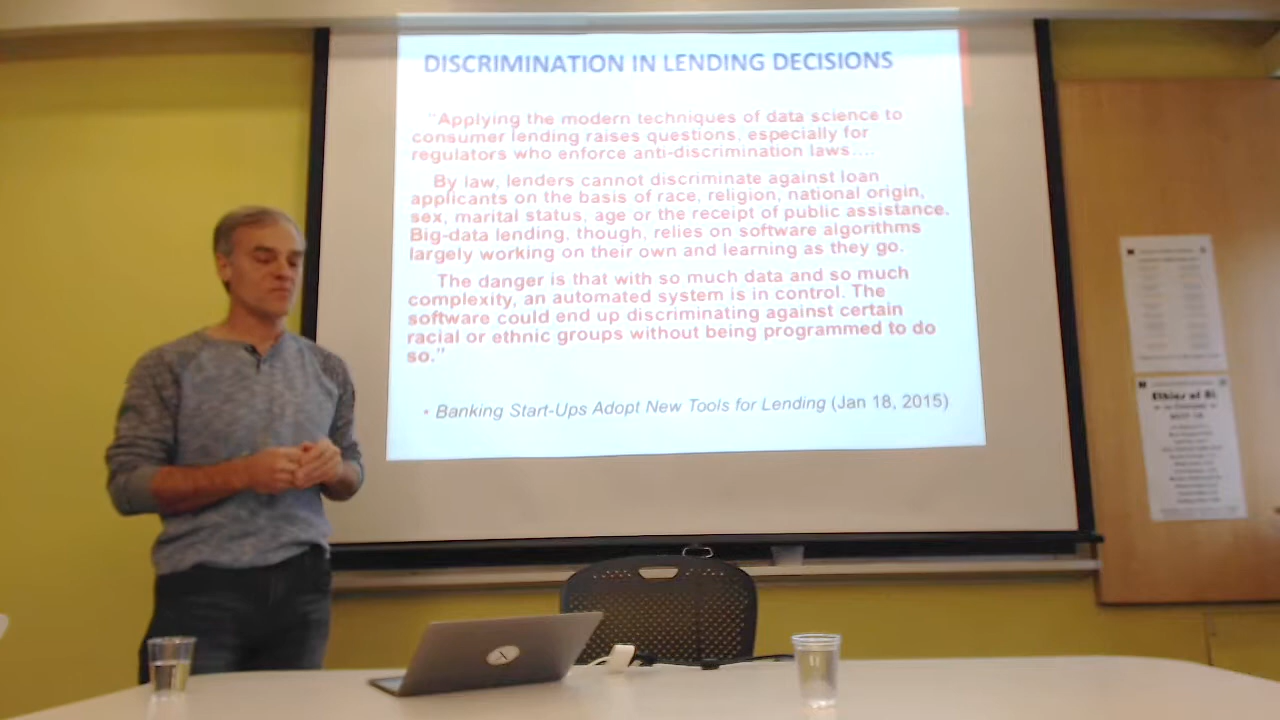 DISCRIMINATION IN LENDING DECISIONS
"Applying the modern techniques of data science to
consumer lending raises questions, especially for
regulators who enforce anti-discrimination laws....
By law, lenders cannot discriminate against loan
applicants on the basis of race, religion, national origin,
sex, marital status, age or the receipt of public assistance.
Big-data lending, though, relies on software algorithms
largely working on their own and learning as they go.
The danger is that with so much data and so much
complexity, an automated system is in control. The
software could end up discriminating against certain
racial or ethnic groups without being programmed to do
so."
• Banking Start-Ups Adopt New Tools for Lending (Jan 18, 2015)
Ethics of AI